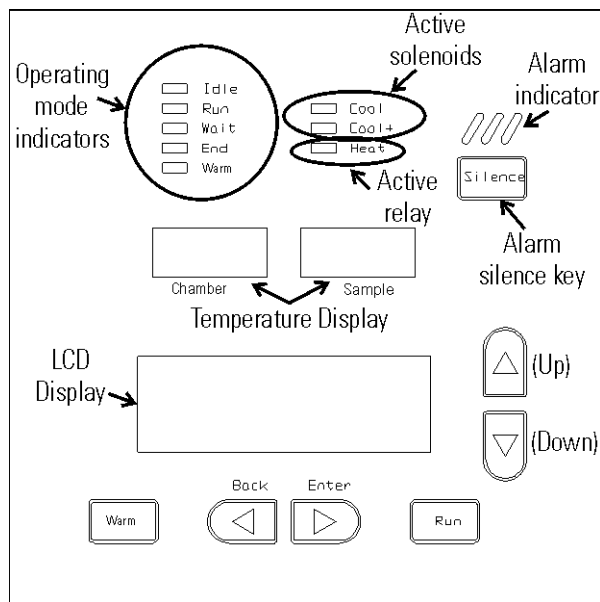 Operating
mode
indicators
Idle
Run
Wait
End
Warm
Active
solenoids
Cool
Cool+
Heat
Active
relay
Alarm
indicator
Silence
Alarm
silence key
Chamber
Sample
Temperature Display
LCD
Display
(Up)
(Down)
Back
Enter
Warm
Run